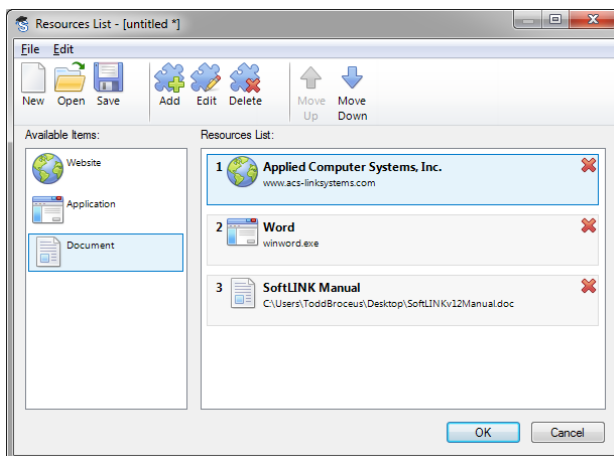 Resources List - [untitled *]
File Edit
New Open Save Add Edit Delete Move Up Move Down
Available Items:
Website
Application
Document
Resources List:
1 Applied Computer Systems, Inc.
www.acs-linksystems.com
2 Word
winword.exe
3 SoftLINK Manual
C:\Users\ToddBroceus\Desktop\SoftLINKv12Manual.doc
OK Cancel